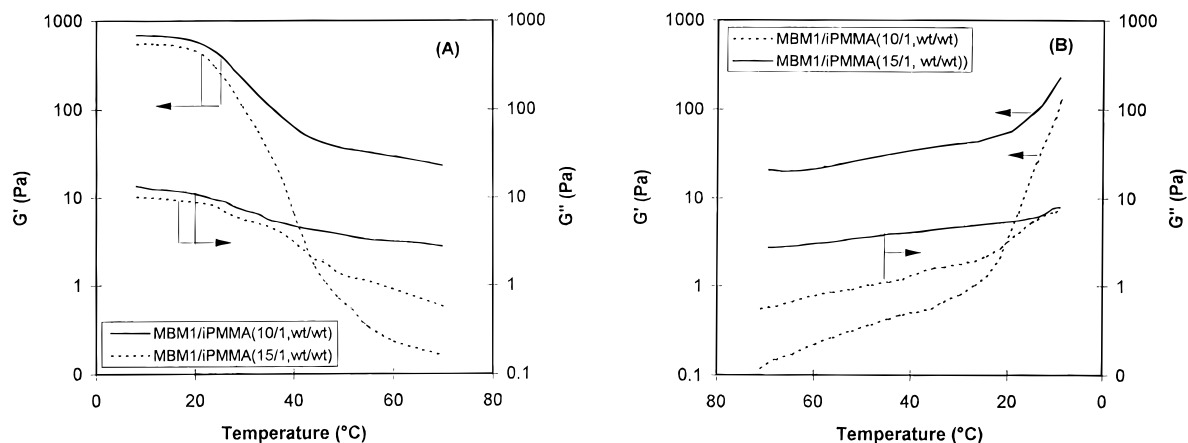 1000
100
10
1
0
G' (Pa)
(A)
1000
100
10
1
0.1
G'' (Pa)
MBM1/iPMMA(10/1,wt/wt)
MBM1/iPMMA(15/1,wt/wt)
0 20 40 60 80
Temperature (°C)
1000
100
10
1
0.1
G' (Pa)
MBM1/iPMMA(10/1,wt/wt)
MBM1/iPMMA(15/1, wt/wt))
(B)
1000
100
10
1
0
G'' (Pa)
80 60 40 20 0
Temperature (°C)